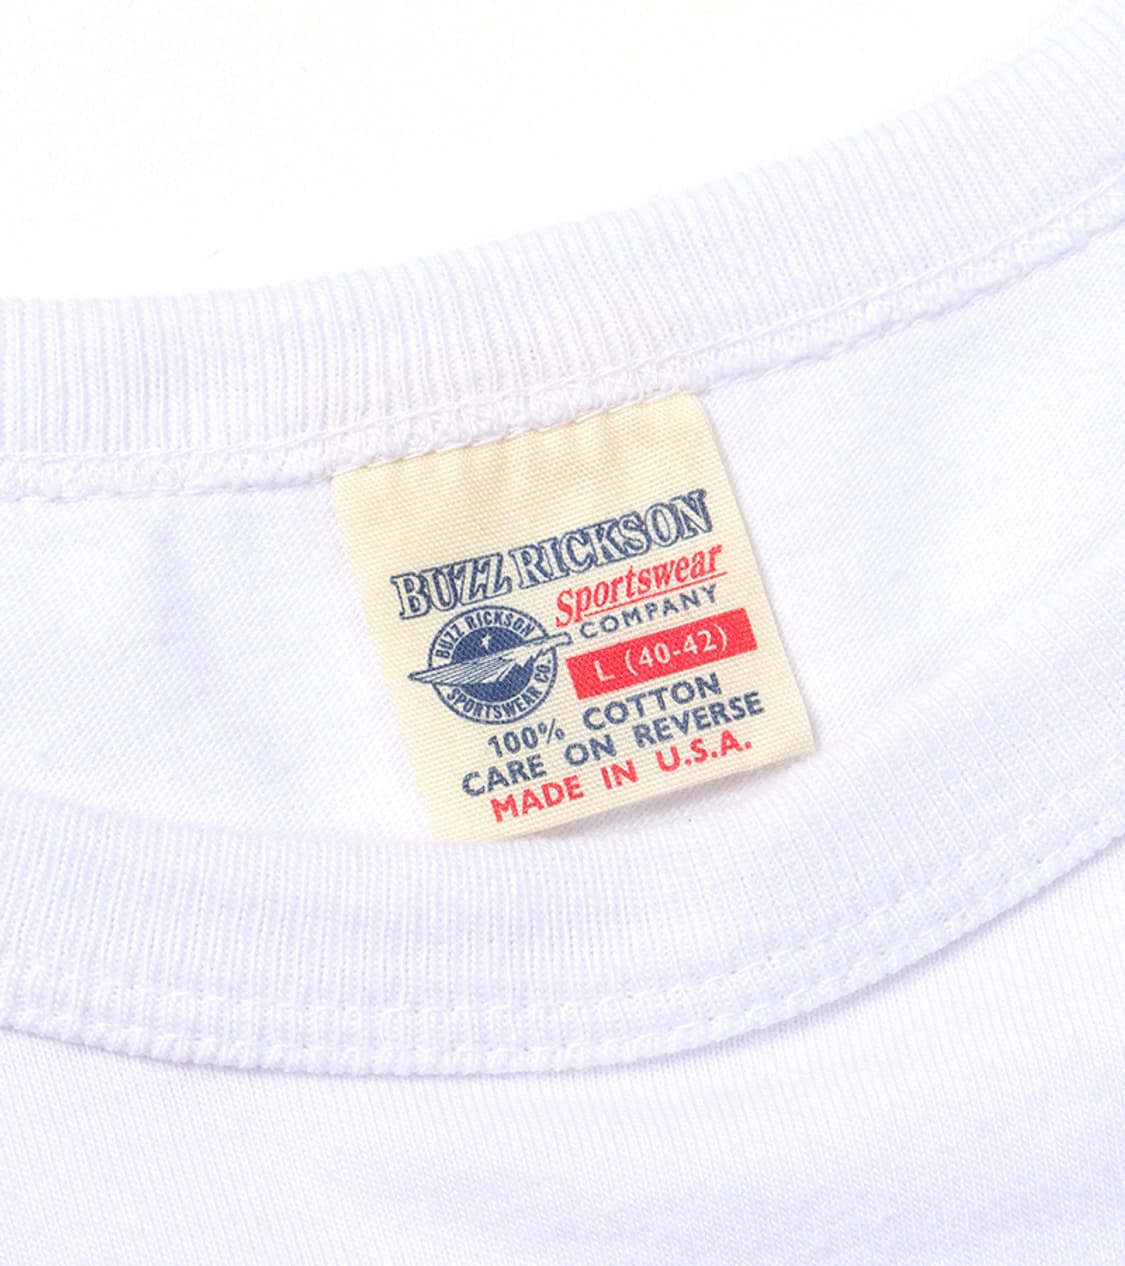 BUZZ RICKSON
Sportswear
COMPANY
BUZZ RICKSON
SPORTSWEAR CO.
L (40-42)
100% COTTON
CARE ON REVERSE
MADE IN U.S.A.